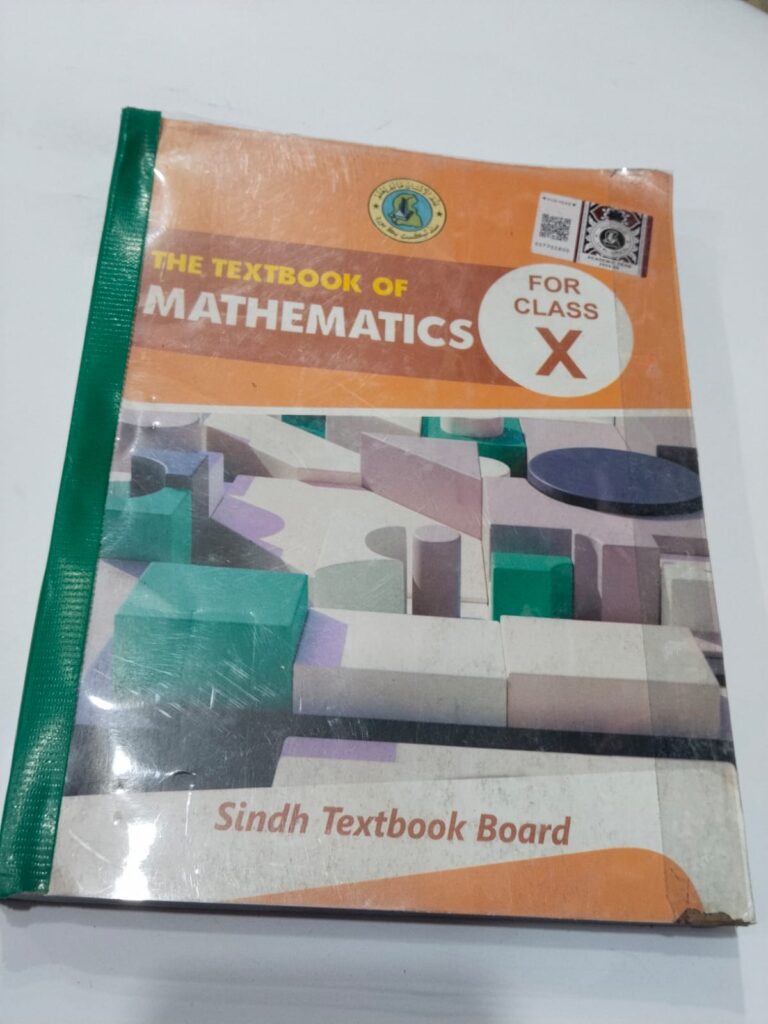 THE TEXTBOOK OF
MATHEMATICS
FOR
CLASS
X
Sindh Textbook Board